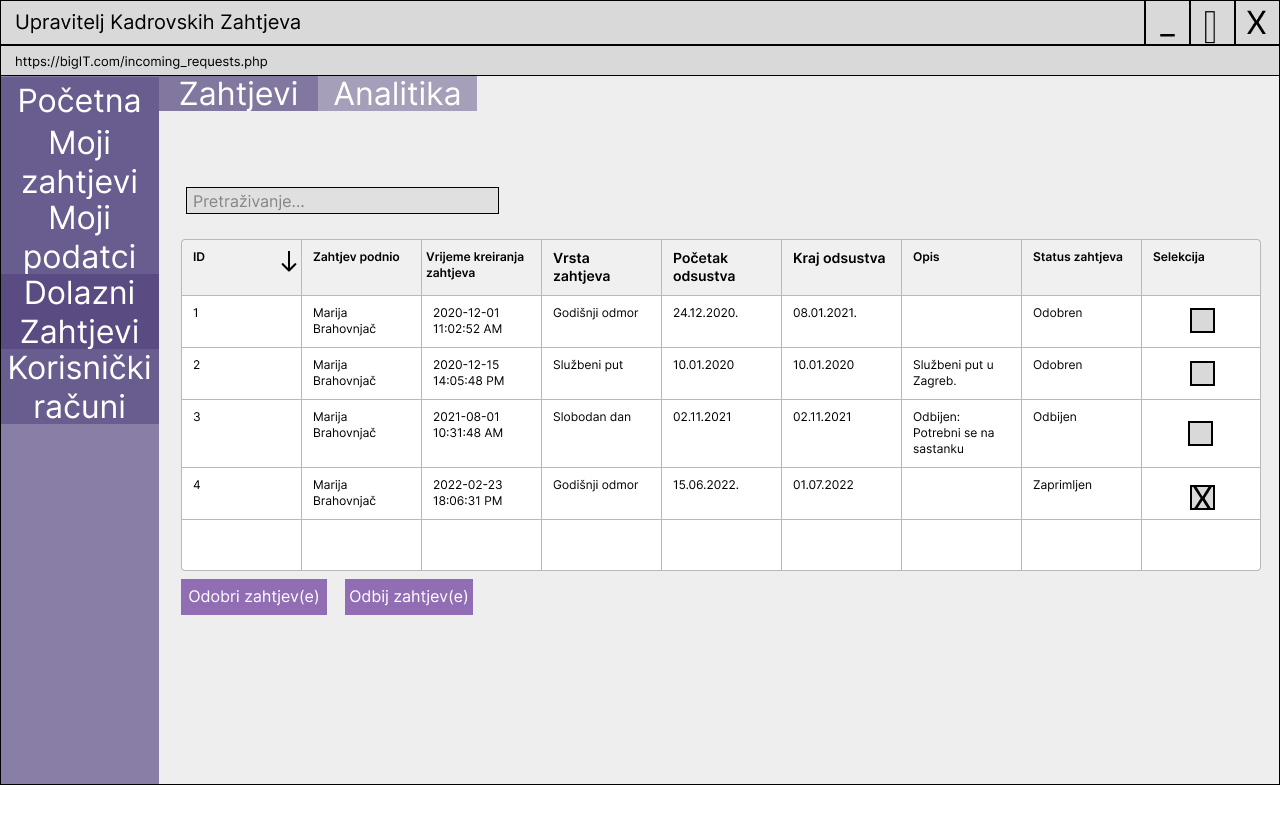 Upravitelj Kadrovskih Zahtjeva
_ X
https://bigIT.com/incoming_requests.php
Početna
Moji
zahtjevi
Moji
podatci
Dolazni
Zahtjevi
Korisnički
računi
Zahtjevi Analitika
Pretraživanje...
ID ↓ Zahtjev podnio Vrijeme kreiranja zahtjeva Vrsta zahtjeva Početak odsustva Kraj odsustva Opis Status zahtjeva Selekcija
1 Marija Brahovnjač 2020-12-01 11:02:52 AM Godišnji odmor 24.12.2020. 08.01.2021. Odobren
2 Marija Brahovnjač 2020-12-15 14:05:48 PM Službeni put 10.01.2020 10.01.2020 Službeni put u Zagreb. Odobren
3 Marija Brahovnjač 2021-08-01 10:31:48 AM Slobodan dan 02.11.2021 02.11.2021 Odbijen: Potrebni se na sastanku Odbijen
4 Marija Brahovnjač 2022-02-23 18:06:31 PM Godišnji odmor 15.06.2022. 01.07.2022 Zaprimljen X
Odobri zahtjev(e) Odbij zahtjev(e)